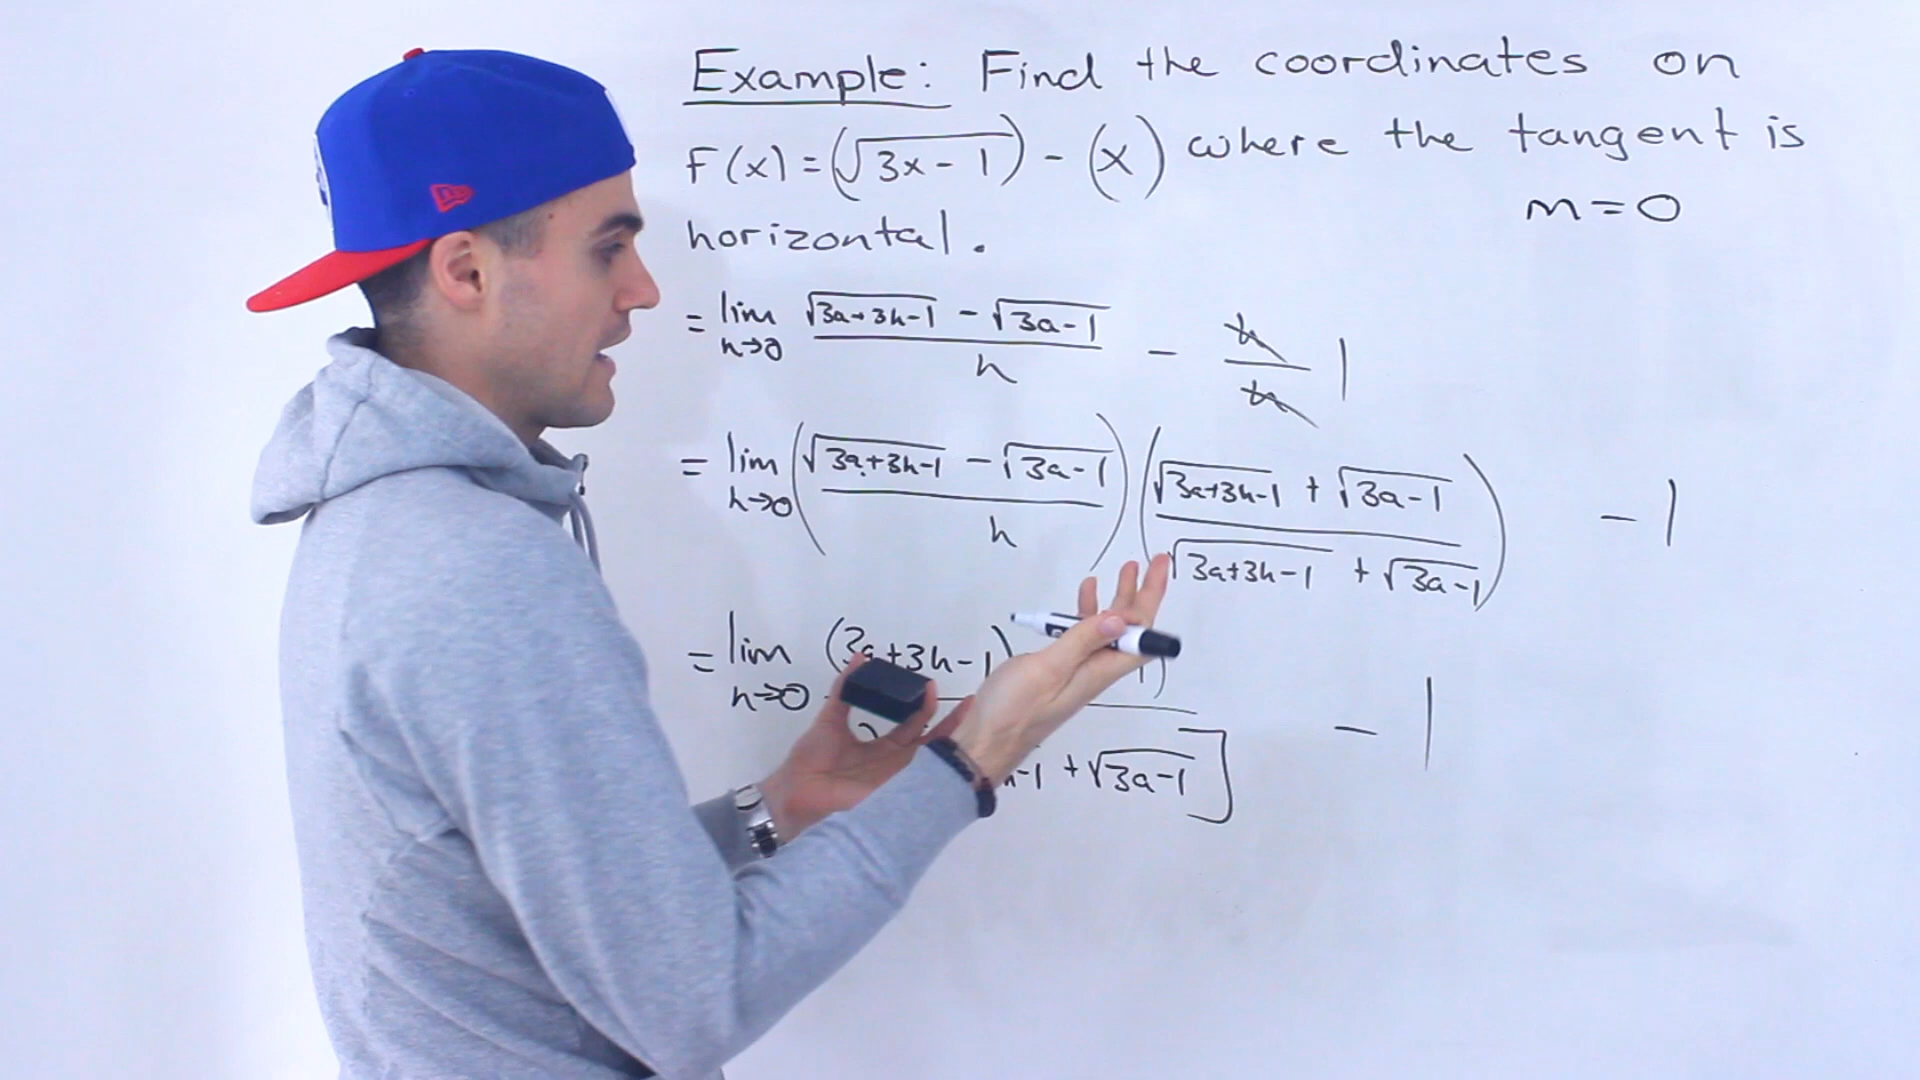 Example: Find the coordinates on
F(x) = (√3x-1) - (x) where the tangent is
m=0
horizontal.
= lim h→0 √3a+3h-1 - √3a-1 / h - h/h 1
= lim h→0 (√3a+3h-1 - √3a-1 / h) (√3a+3h-1 + √3a-1 / √3a+3h-1 + √3a-1) - 1
= lim h→0 (3a+3h-1) - 1
-1 + √3a-1 ]